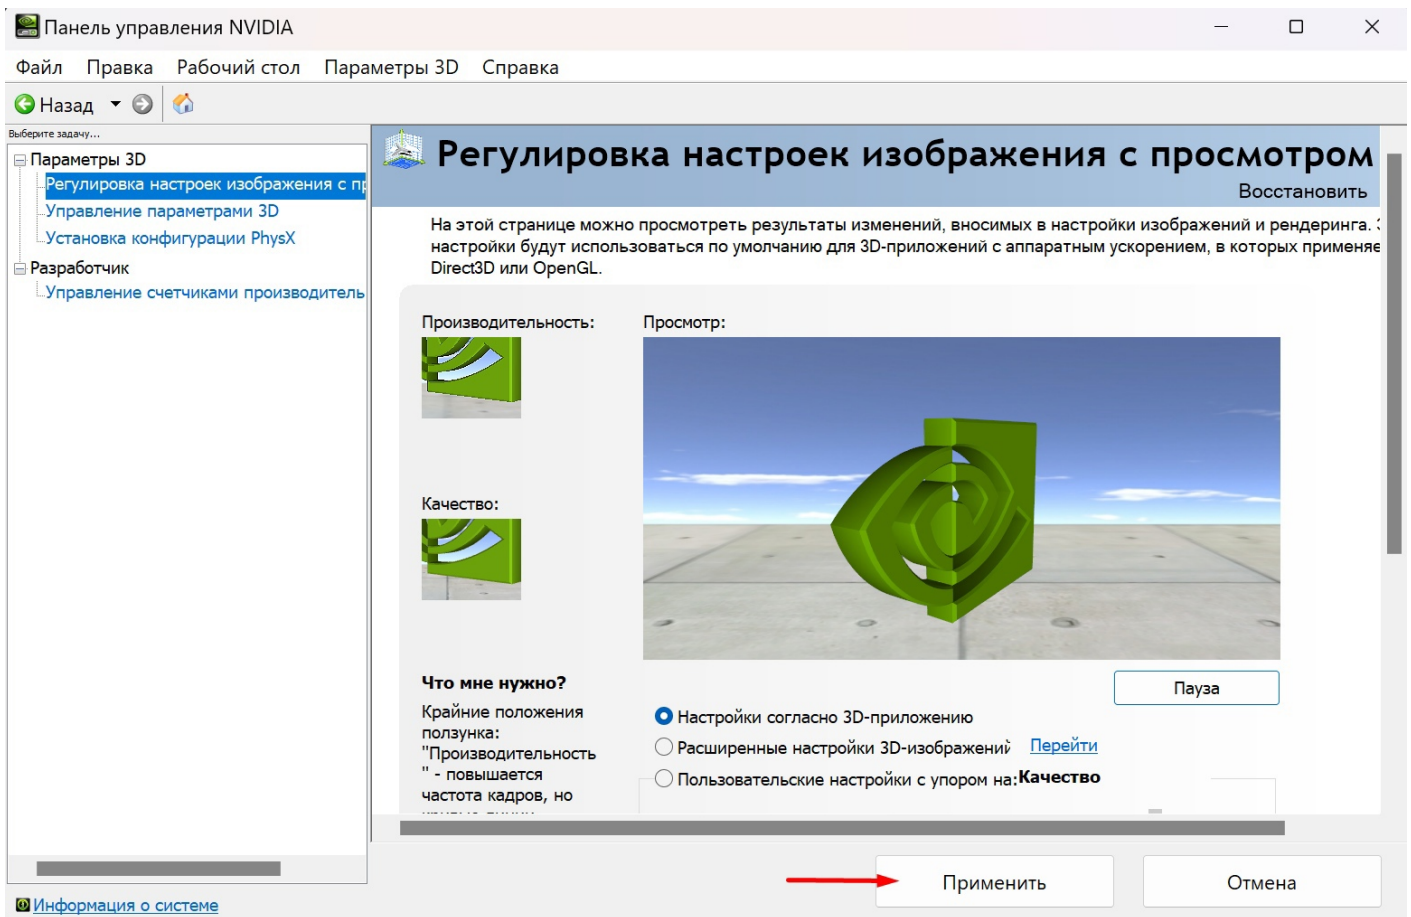 Панель управления NVIDIA
Файл Правка Рабочий стол Параметры 3D Справка
Назад
Выберите задачу...
Параметры 3D
Регулировка настроек изображения с пр
Управление параметрами 3D
Установка конфигурации PhysX
Разработчик
Управление счетчиками производитель
Регулировка настроек изображения с просмотром
Восстановить
На этой странице можно просмотреть результаты изменений, вносимых в настройки изображений и рендеринга.
настройки будут использоваться по умолчанию для 3D-приложений с аппаратным ускорением, в которых применяе
Direct3D или OpenGL.
Производительность:
Просмотр:
Качество:
Что мне нужно?
Крайние положения
ползунка:
"Производительность
" - повышается
частота кадров, но
Пауза
Настройки согласно 3D-приложению
Расширенные настройки 3D-изображений Перейти
Пользовательские настройки с упором на: Качество
Применить
Отмена
Информация о системе